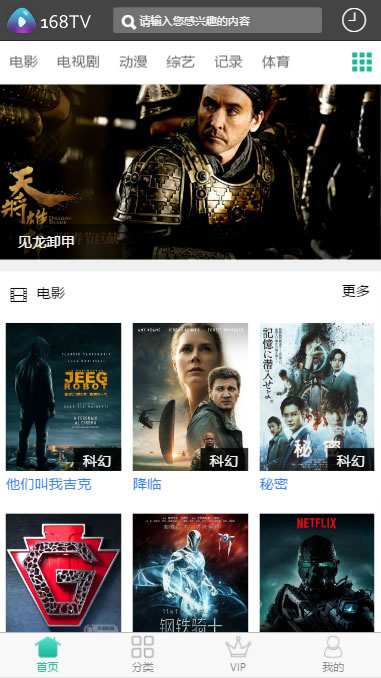 168TV
请输入您感兴趣的内容
电影 电视剧 动漫 综艺 记录 体育
天将雄师
DRAGON BLADE
见龙卸甲
电影
更多
AMY ADAMS
FOREST WHITAKER
JEEG
ROBOT
記憶に潜入せよ。
秘密
科幻
科幻
科幻
他们叫我吉克
降临
秘密
G
钢铁骑士
NETFLIX
首页
分类
VIP
我的